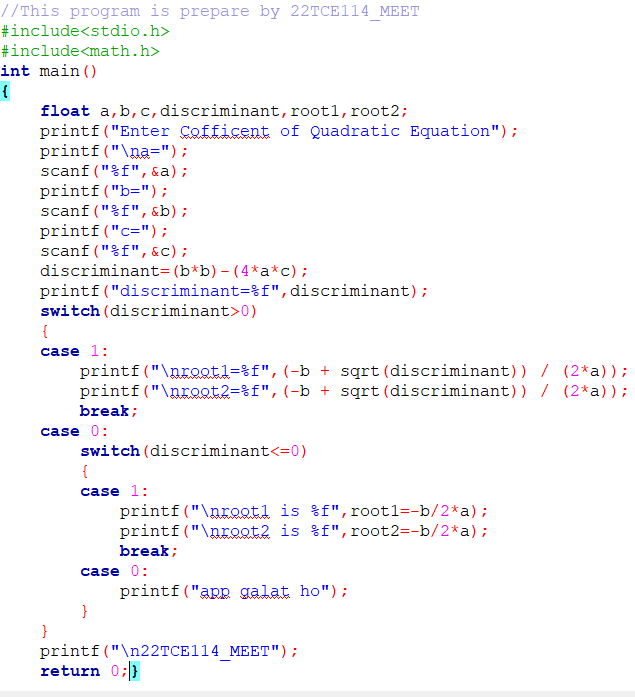 //This program is prepare by 22TCE114_MEET
#include<stdio.h>
#include<math.h>
int main()
{
    float a,b,c,discriminant,root1,root2;
    printf("Enter Cofficent of Quadratic Equation");
    printf("\na=");
    scanf("%f",&a);
    printf("b=");
    scanf("%f",&b);
    printf("c=");
    scanf("%f",&c);
    discriminant=(b*b)-(4*a*c);
    printf("discriminant=%f",discriminant);
    switch(discriminant>0)
    {
    case 1:
        printf("\nroot1=%f",(-b + sqrt(discriminant)) / (2*a));
        printf("\nroot2=%f",(-b + sqrt(discriminant)) / (2*a));
        break;
    case 0:
        switch(discriminant<=0)
        {
        case 1:
            printf("\nroot1 is %f",root1=-b/2*a);
            printf("\nroot2 is %f",root2=-b/2*a);
            break;
        case 0:
            printf("app galat ho");
        }
    }
    printf("\n22TCE114_MEET");
    return 0;}